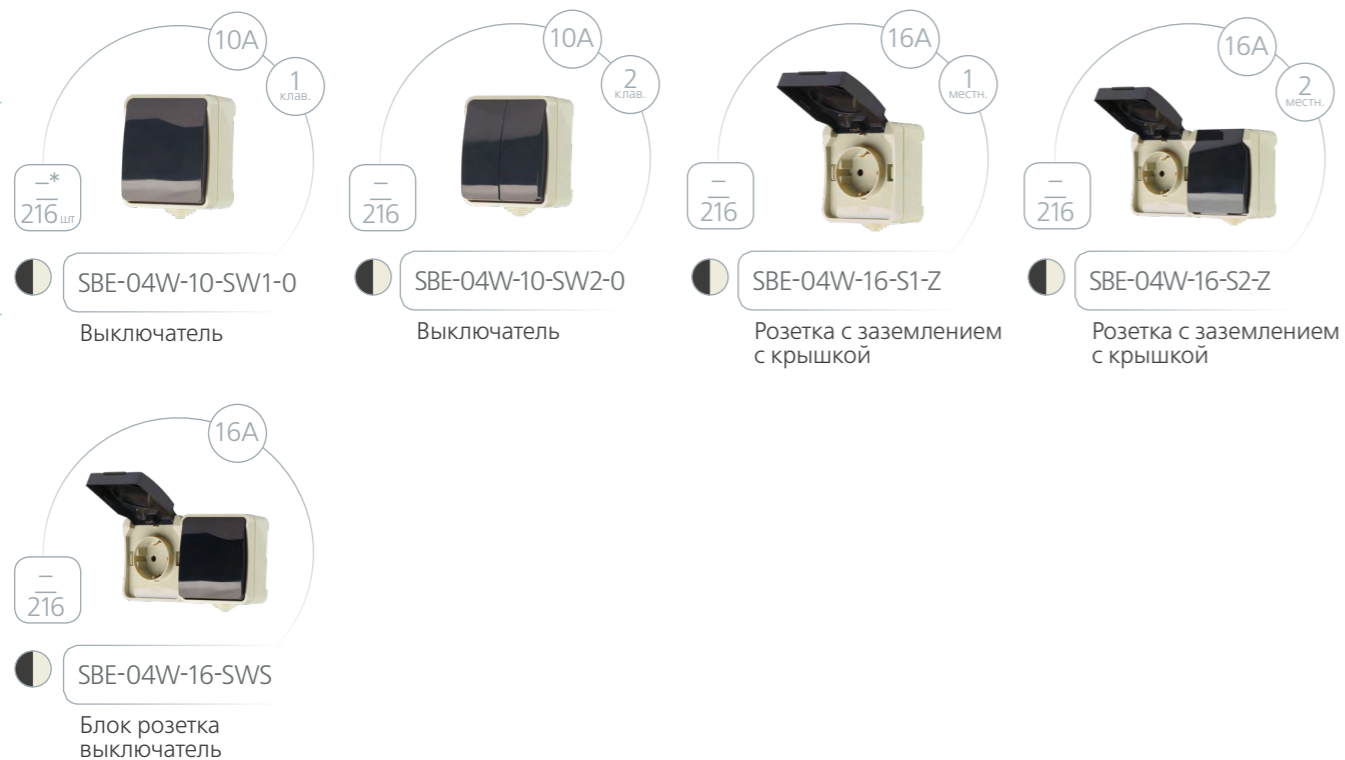 10A
1
клав.
—*
216 шт
SBE-04W-10-SW1-0
Выключатель
10A
2
клав.
—
216
SBE-04W-10-SW2-0
Выключатель
16A
1
местн.
—
216
SBE-04W-16-S1-Z
Розетка с заземлением
с крышкой
16A
2
местн.
—
216
SBE-04W-16-S2-Z
Розетка с заземлением
с крышкой
16A
—
216
SBE-04W-16-SWS
Блок розетка
выключатель